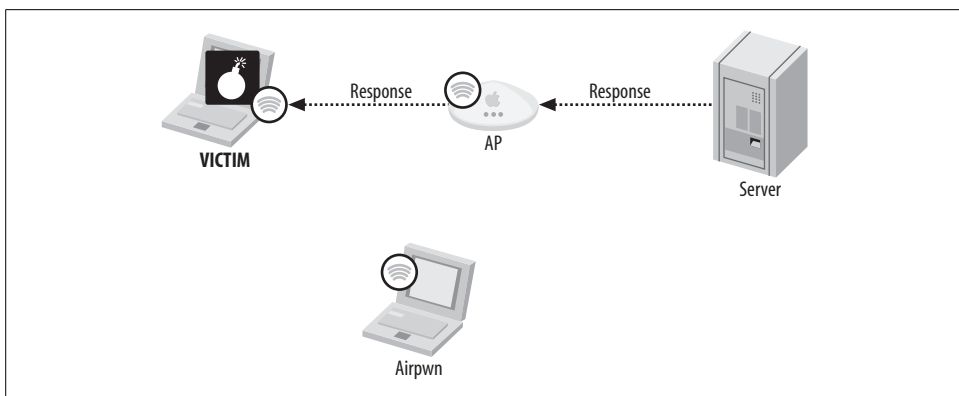 Response
Response
VICTIM
AP
Server
Airpwn